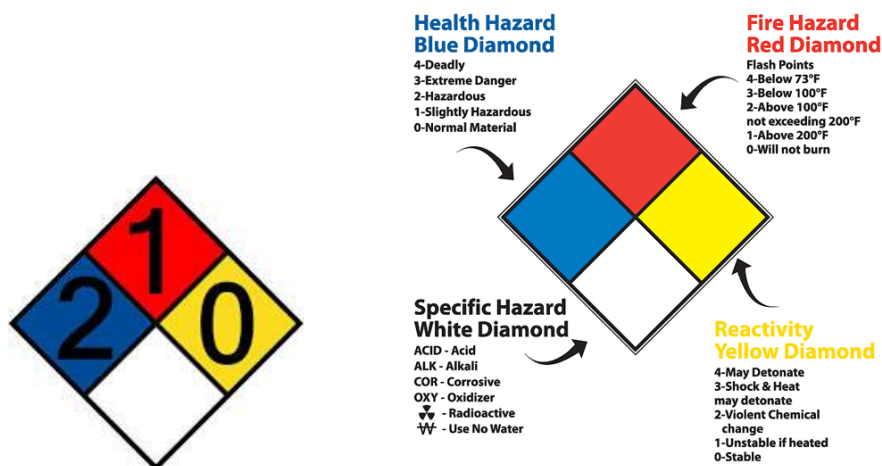 1
2
0
Health Hazard
Blue Diamond
4-Deadly
3-Extreme Danger
2-Hazardous
1-Slightly Hazardous
0-Normal Material
Fire Hazard
Red Diamond
Flash Points
4-Below 73°F
3-Below 100°F
2-Above 100°F
not exceeding 200°F
1-Above 200°F
0-Will not burn
Specific Hazard
White Diamond
ACID - Acid
ALK - Alkali
COR - Corrosive
OXY - Oxidizer
☢ - Radioactive
W - Use No Water
Reactivity
Yellow Diamond
4-May Detonate
3-Shock & Heat
may detonate
2-Violent Chemical
change
1-Unstable if heated
0-Stable